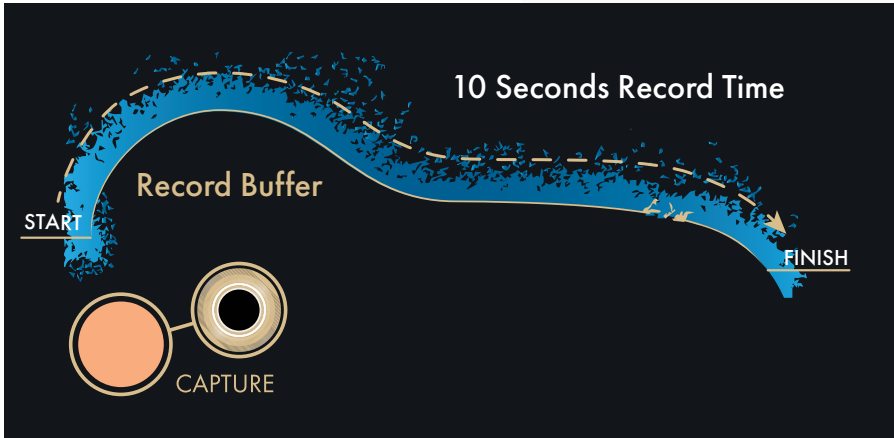 10 Seconds Record Time
Record Buffer
START
FINISH
CAPTURE